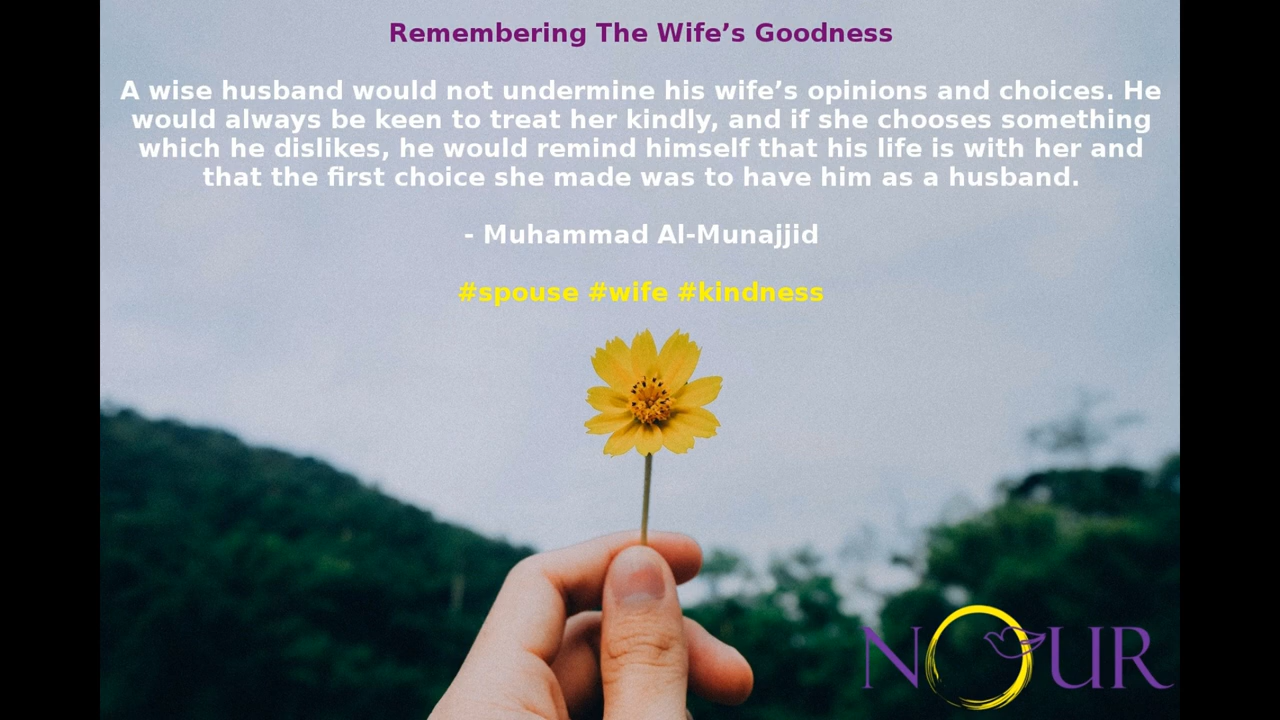 Remembering The Wife’s Goodness
A wise husband would not undermine his wife’s opinions and choices. He
would always be keen to treat her kindly, and if she chooses something
which he dislikes, he would remind himself that his life is with her and
that the first choice she made was to have him as a husband.
- Muhammad Al-Munajjid
#spouse #wife #kindness
NOUR